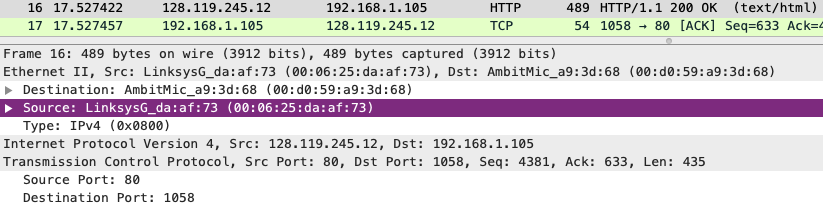 16 17.527422 128.119.245.12 192.168.1.105 HTTP 489 HTTP/1.1 200 OK (text/html)
17 17.527457 192.168.1.105 128.119.245.12 TCP 54 1058 → 80 [ACK] Seq=633 Ack=4
Frame 16: 489 bytes on wire (3912 bits), 489 bytes captured (3912 bits)
Ethernet II, Src: LinksysG_da:af:73 (00:06:25:da:af:73), Dst: AmbitMic_a9:3d:68 (00:d0:59:a9:3d:68)
Destination: AmbitMic_a9:3d:68 (00:d0:59:a9:3d:68)
Source: LinksysG_da:af:73 (00:06:25:da:af:73)
Type: IPv4 (0x0800)
Internet Protocol Version 4, Src: 128.119.245.12, Dst: 192.168.1.105
Transmission Control Protocol, Src Port: 80, Dst Port: 1058, Seq: 4381, Ack: 633, Len: 435
Source Port: 80
Destination Port: 1058